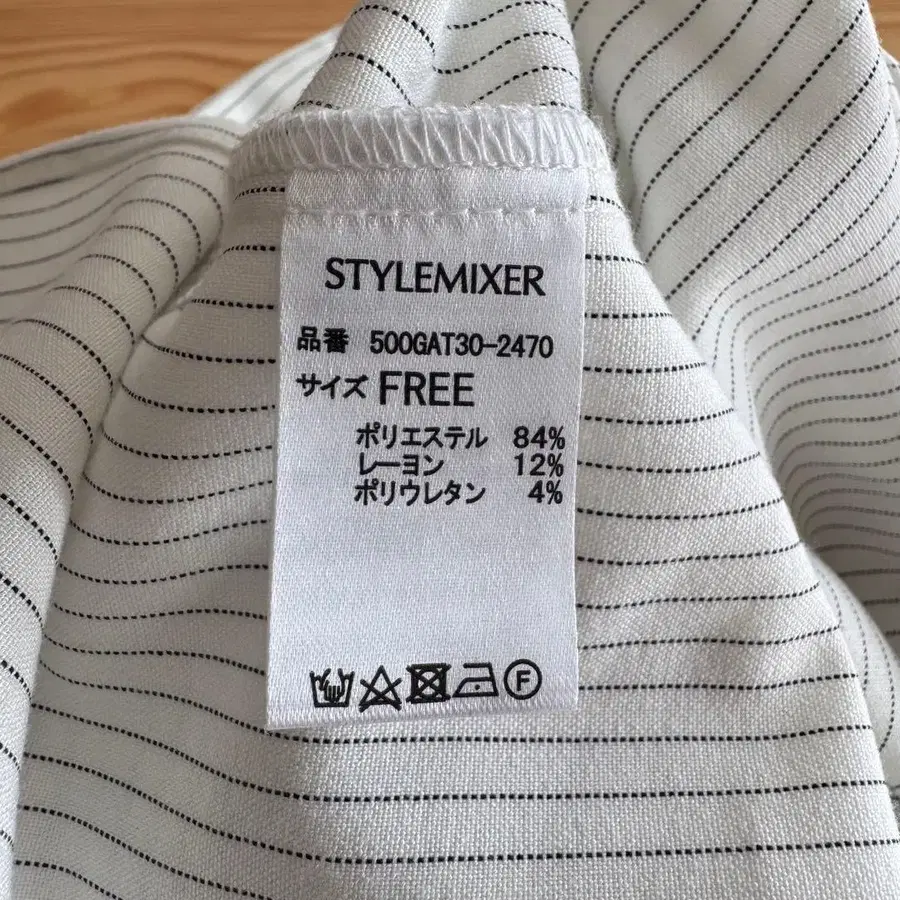 STYLEMIXER
品番 500GAT30-2470
サイズ FREE
ポリエステル 84%
レーヨン 12%
ポリウレタン 4%
F